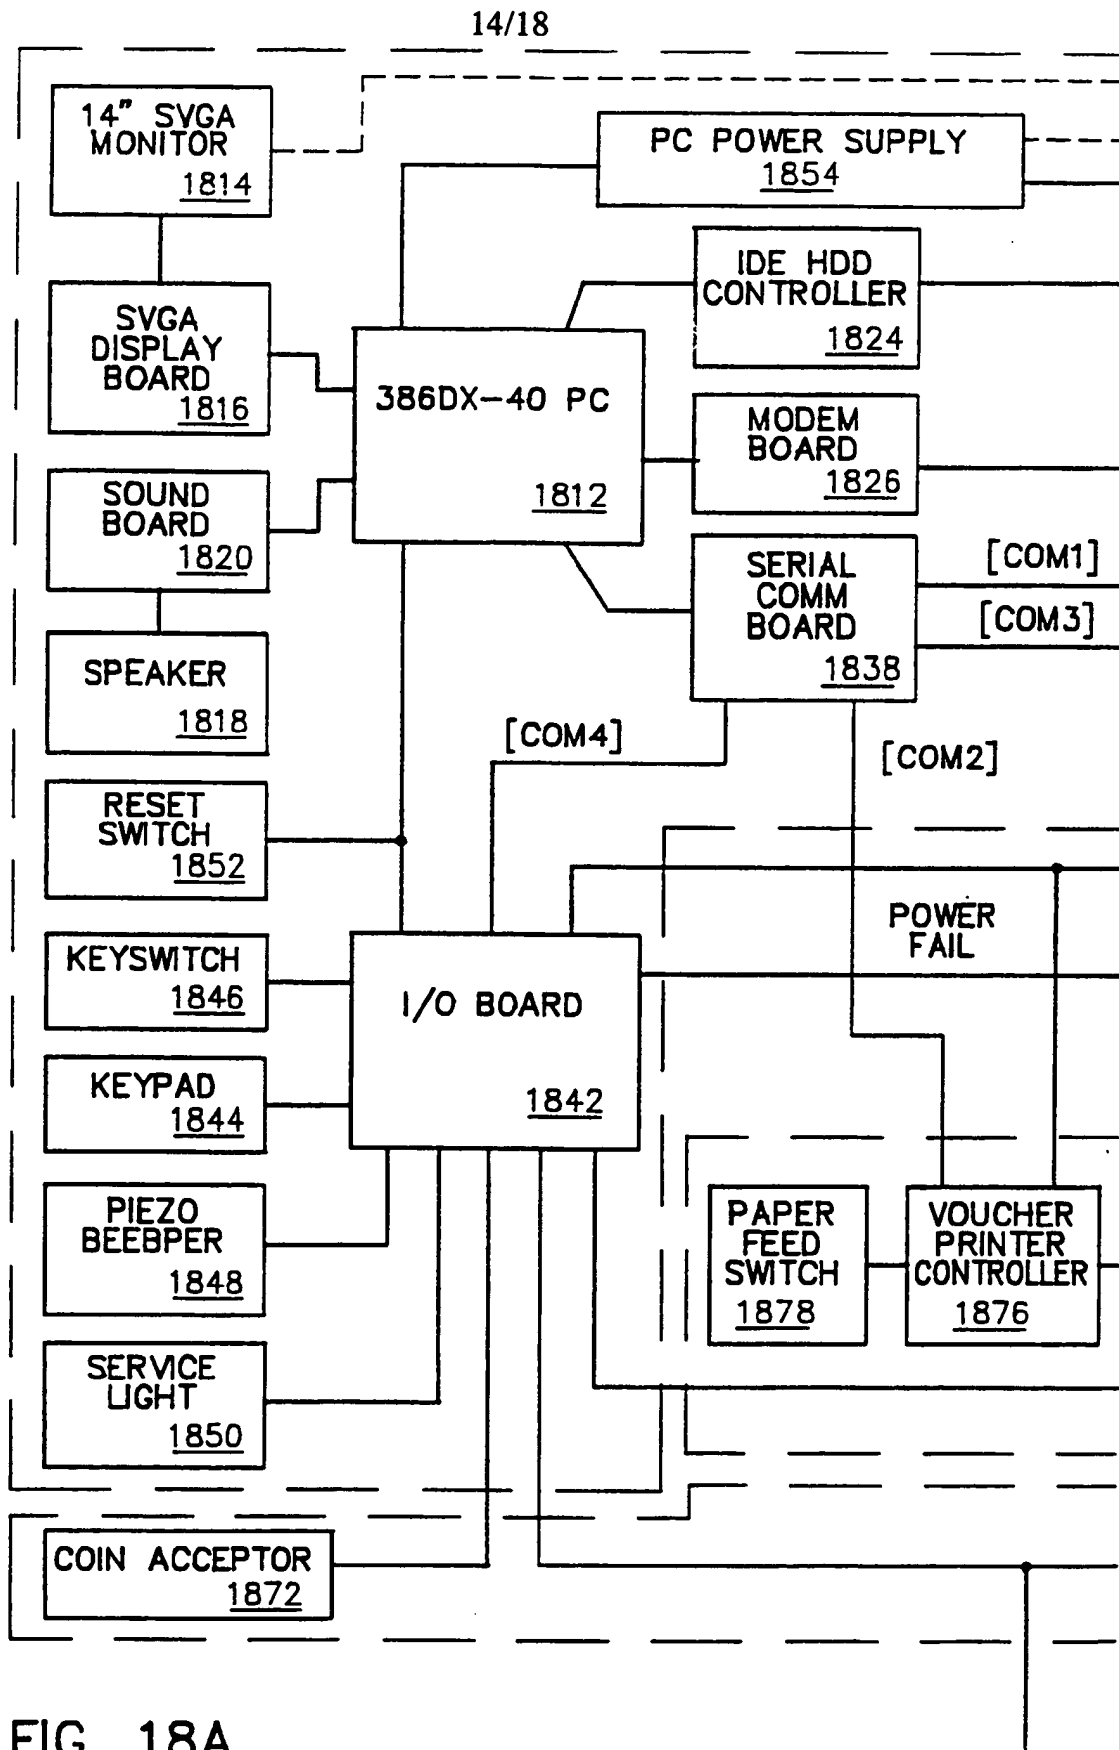 14/18
14" SVGA
MONITOR
1814
PC POWER SUPPLY
1854
IDE HDD
CONTROLLER
1824
SVGA
DISPLAY
BOARD
1816
386DX-40 PC
1812
MODEM
BOARD
1826
SOUND
BOARD
1820
SERIAL
COMM
BOARD
1838
[COM1]
[COM3]
SPEAKER
1818
[COM4]
[COM2]
RESET
SWITCH
1852
POWER
FAIL
KEYSWITCH
1846
I/O BOARD
1842
KEYPAD
1844
PIEZO
BEEBPER
1848
PAPER
FEED
SWITCH
1878
VOUCHER
PRINTER
CONTROLLER
1876
SERVICE
LIGHT
1850
COIN ACCEPTOR
1872
FIG. 18A